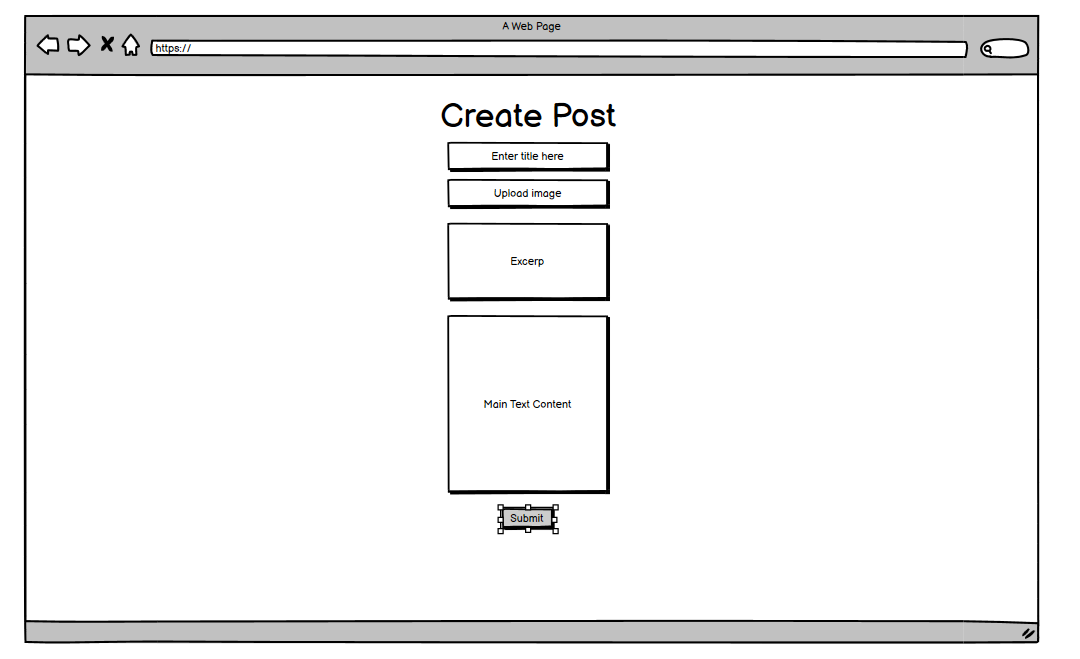 A Web Page
https://
Create Post
Enter title here
Upload image
Excerp
Main Text Content
Submit